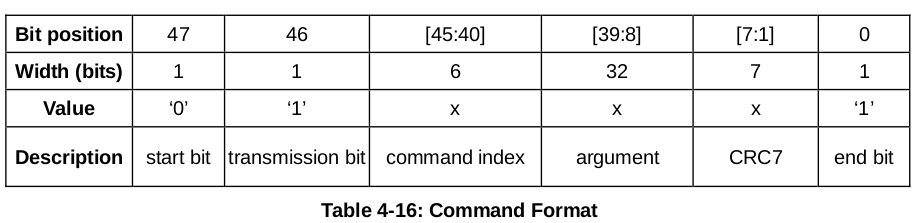 Bit position 47 46 [45:40] [39:8] [7:1] 0
Width (bits) 1 1 6 32 7 1
Value ‘0’ ‘1’ x x x ‘1’
Description start bit transmission bit command index argument CRC7 end bit
Table 4-16: Command Format